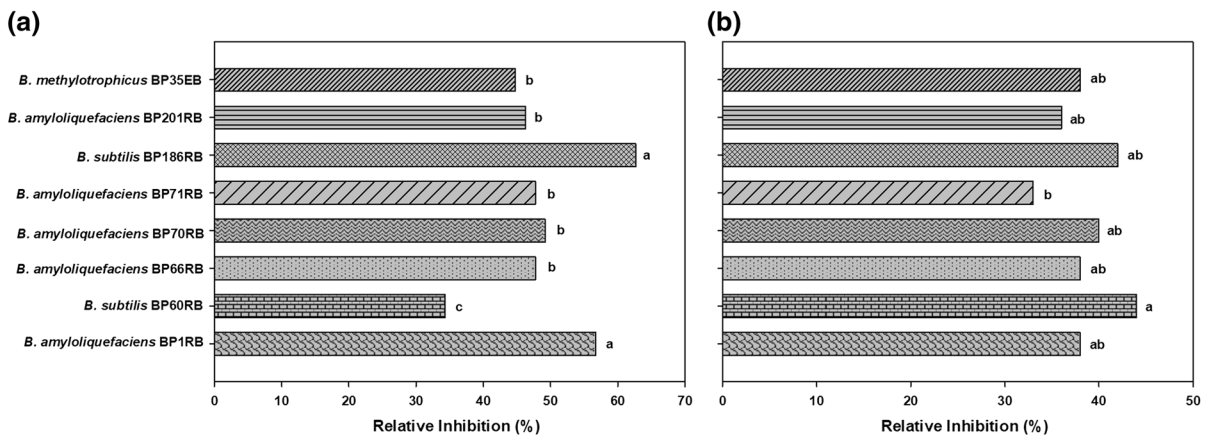 (a)
(b)
B. methylotrophicus BP35EB
b
ab
B. amyloliquefaciens BP201RB
b
ab
B. subtilis BP186RB
a
ab
B. amyloliquefaciens BP71RB
b
b
B. amyloliquefaciens BP70RB
b
ab
B. amyloliquefaciens BP66RB
b
ab
B. subtilis BP60RB
c
a
B. amyloliquefaciens BP1RB
a
ab
0 10 20 30 40 50 60 70
0 10 20 30 40 50
Relative Inhibition (%)
Relative Inhibition (%)